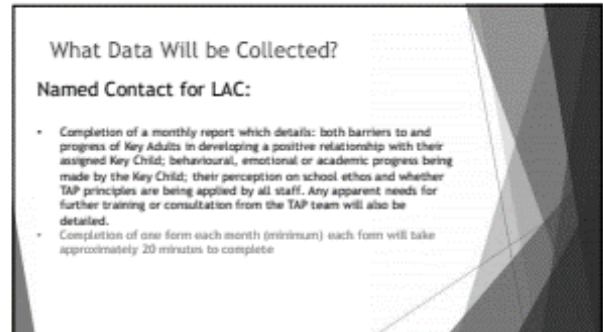 What Data Will be Collected?
Named Contact for LAC:
• Completion of a monthly report which details: both barriers to and
progress of Key Adults in developing a positive relationship with their
assigned Key Child; behavioural, emotional or academic progress being
made by the Key Child; their perception on school ethos and whether
TAP principles are being applied by all staff. Any apparent needs for
further training or consultation from the TAP team will also be
detailed.
• Completion of one form each month (minimum) each form will take
approximately 20 minutes to complete